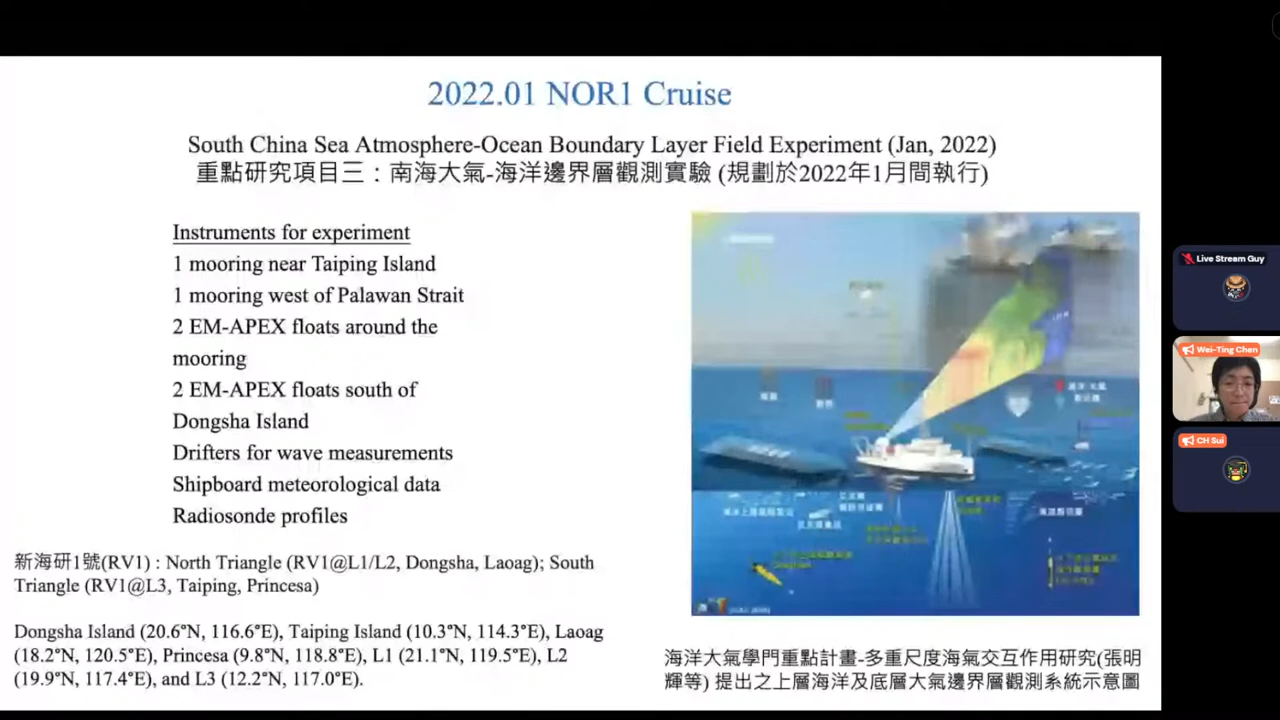 2022.01 NOR1 Cruise
South China Sea Atmosphere-Ocean Boundary Layer Field Experiment (Jan, 2022)
重點研究項目三：南海大氣-海洋邊界層觀測實驗 (規劃於2022年1月間執行)
Instruments for experiment
1 mooring near Taiping Island
1 mooring west of Palawan Strait
2 EM-APEX floats around the
mooring
2 EM-APEX floats south of
Dongsha Island
Drifters for wave measurements
Shipboard meteorological data
Radiosonde profiles
新海研1號(RV1) : North Triangle (RV1@L1/L2, Dongsha, Laoag); South
Triangle (RV1@L3, Taiping, Princesa)
Dongsha Island (20.6°N, 116.6°E), Taiping Island (10.3°N, 114.3°E), Laoag
(18.2°N, 120.5°E), Princesa (9.8°N, 118.8°E), L1 (21.1°N, 119.5°E), L2
(19.9°N, 117.4°E), and L3 (12.2°N, 117.0°E).
海洋大氣學門重點計畫-多重尺度海氣交互作用研究(張明
輝等) 提出之上層海洋及底層大氣邊界層觀測系統示意圖
Live Stream Guy
Wei-Ting Chen
CH Sui